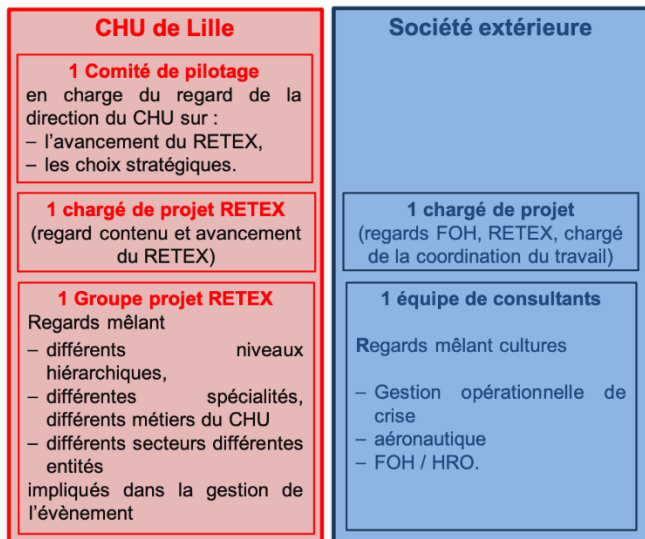 CHU de Lille
1 Comité de pilotage
en charge du regard de la
direction du CHU sur :
– l’avancement du RETEX,
– les choix stratégiques.
1 chargé de projet RETEX
(regard contenu et avancement
du RETEX)
1 Groupe projet RETEX
Regards mêlant
– différents niveaux
hiérarchiques,
– différentes spécialités,
différents métiers du CHU
– différents secteurs différentes
entités
impliqués dans la gestion de
l’évènement
Société extérieure
1 chargé de projet
(regards FOH, RETEX, chargé
de la coordination du travail)
1 équipe de consultants
Regards mêlant cultures
– Gestion opérationnelle de
crise
– aéronautique
– FOH / HRO.